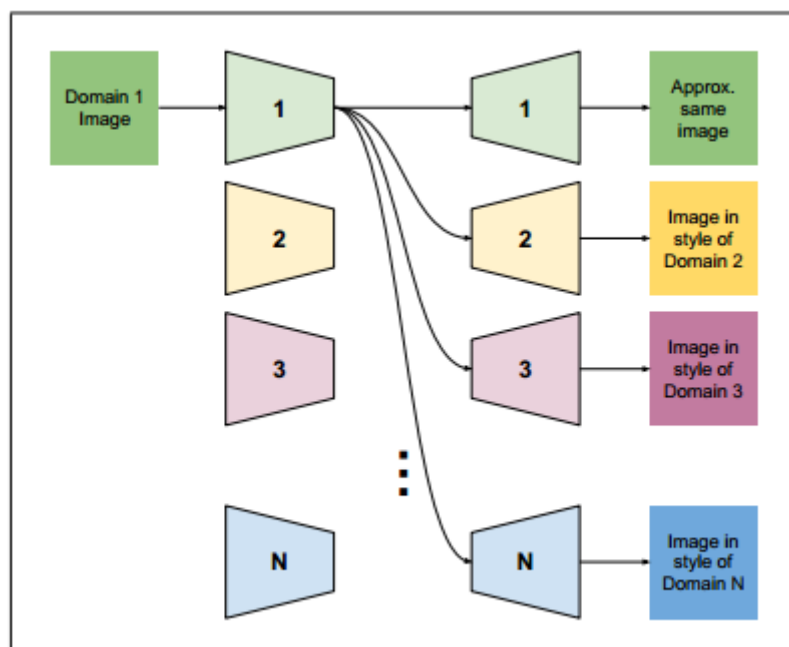 Domain 1
Image
1
1
Approx.
same
image
2
2
Image in
style of
Domain 2
3
3
Image in
style of
Domain 3
N
N
Image in
style of
Domain N